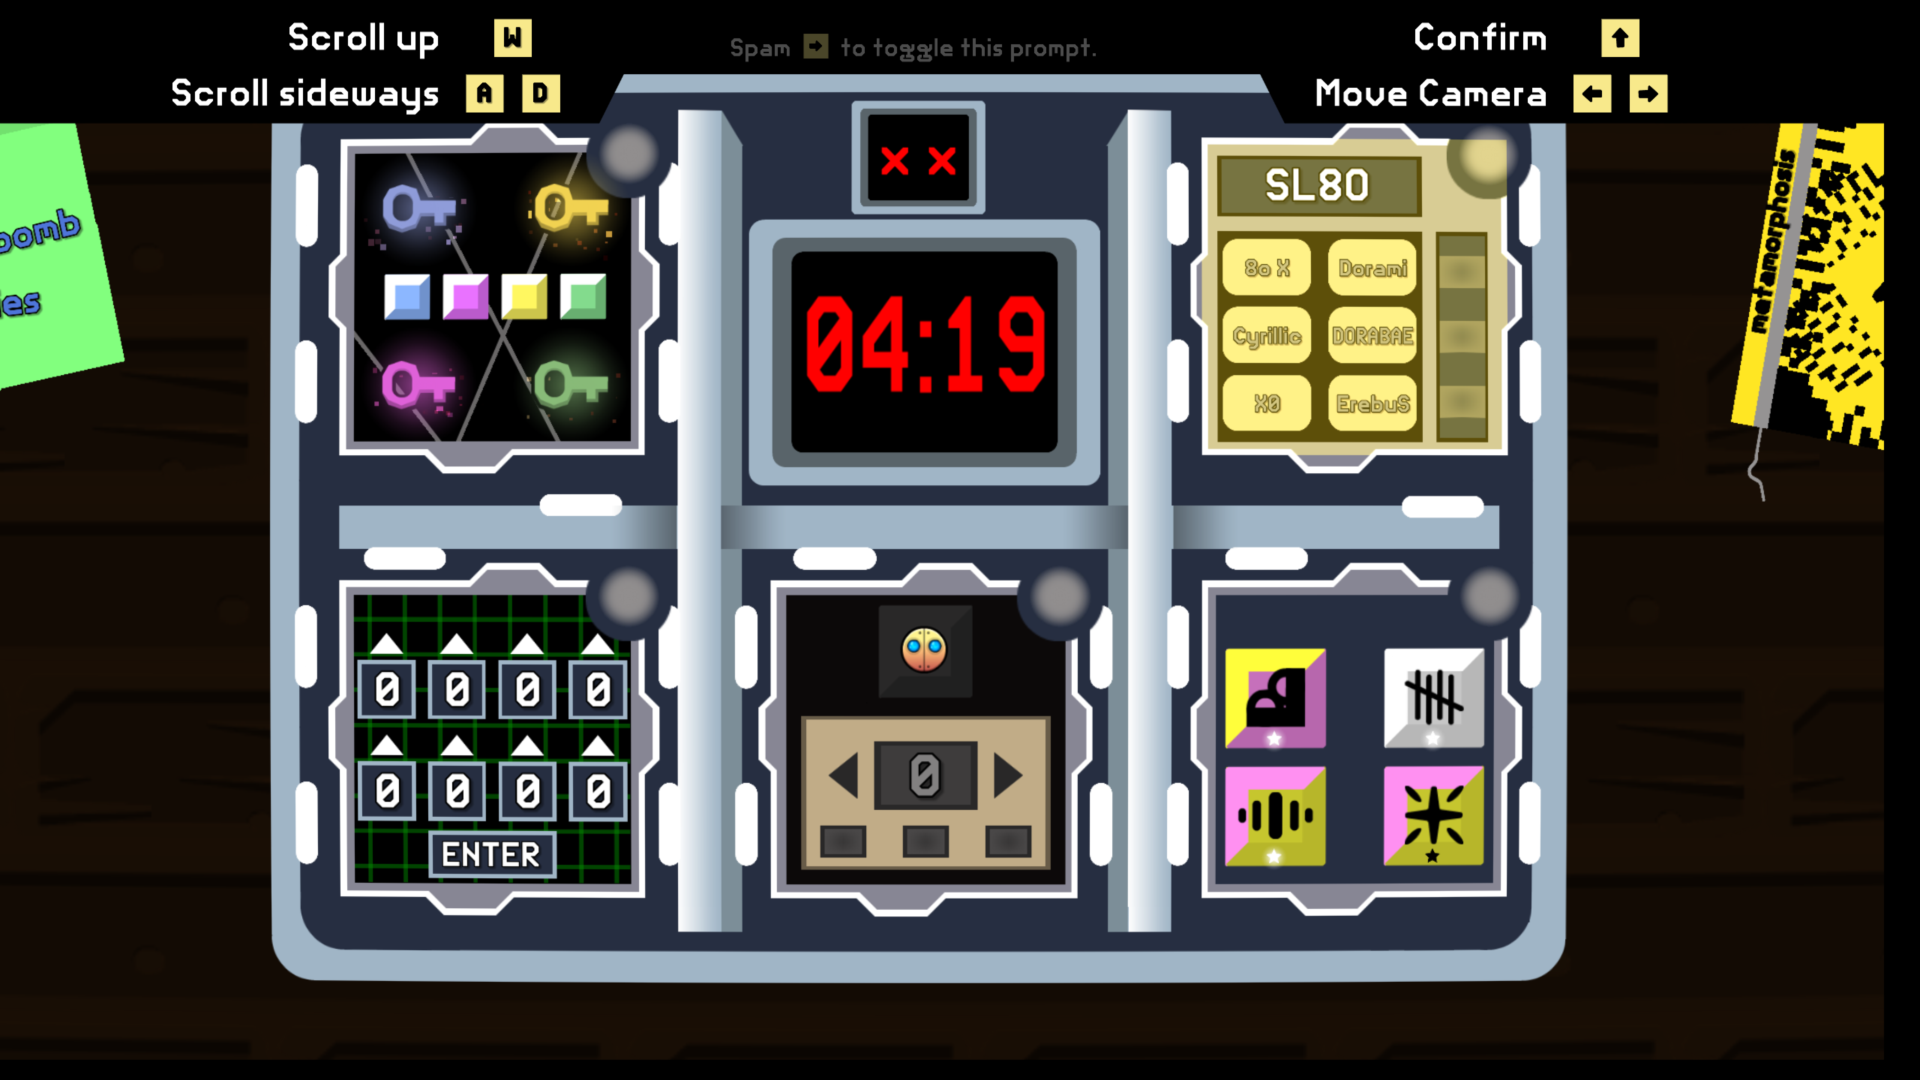 Scroll up W
Scroll sideways A D
Spam → to toggle this prompt.
Confirm ↑
Move Camera ← →
bomb
ies
X X
04:19
SL80
8o X
Dorami
Cyrillic
DORABAE
X0
ErebuS
metamorphosis
0 0 0 0
0 0 0 0
ENTER
0